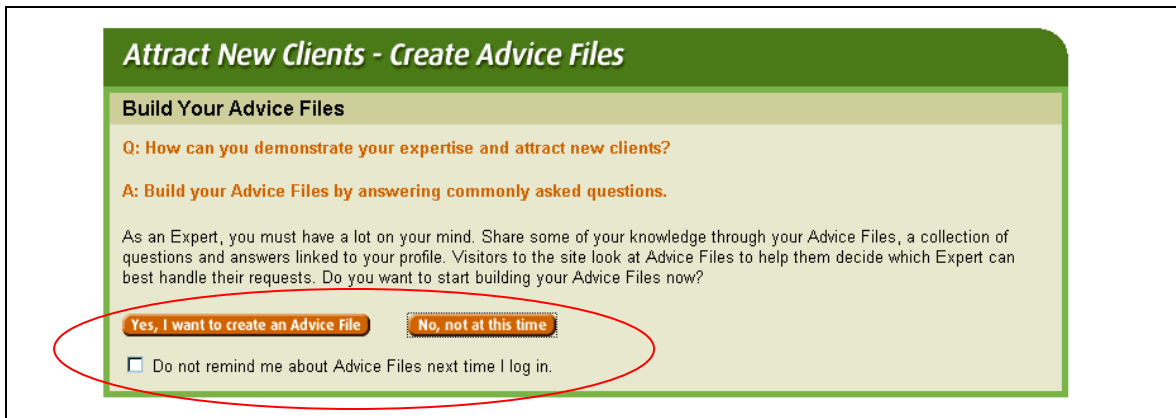 Attract New Clients - Create Advice Files
Build Your Advice Files
Q: How can you demonstrate your expertise and attract new clients?
A: Build your Advice Files by answering commonly asked questions.
As an Expert, you must have a lot on your mind. Share some of your knowledge through your Advice Files, a collection of
questions and answers linked to your profile. Visitors to the site look at Advice Files to help them decide which Expert can
best handle their requests. Do you want to start building your Advice Files now?
Yes, I want to create an Advice File No, not at this time
Do not remind me about Advice Files next time I log in.